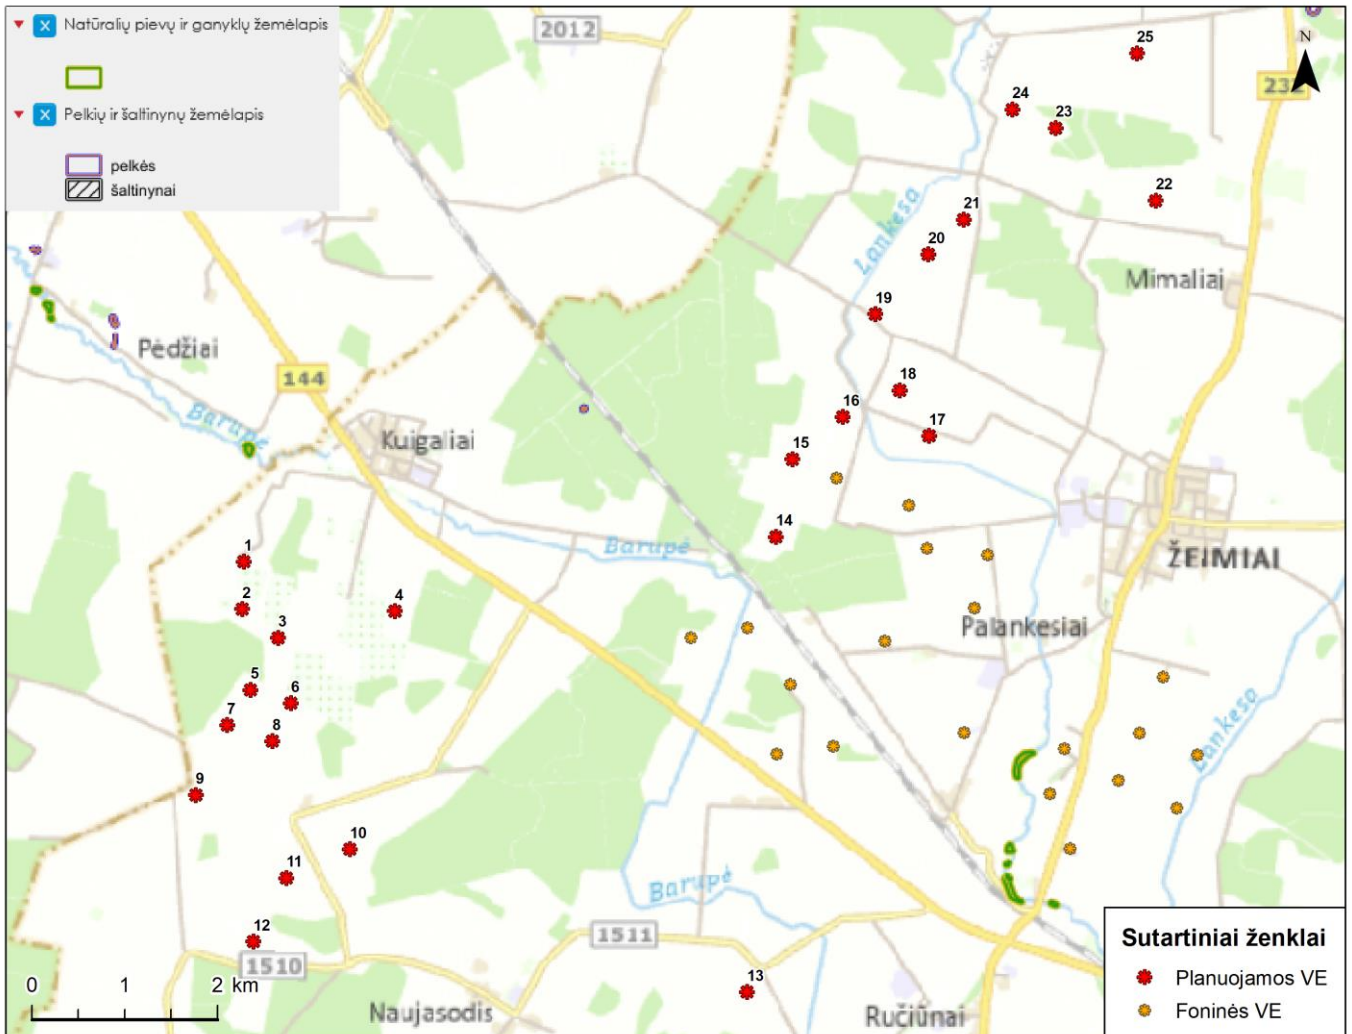 Natūralių pievų ir ganyklų žemėlapis
Pelkių ir šaltinynų žemėlapis
pelkės
šaltinynai
2012
N
232
25
24
23
22
21
20
Lankesa
Mimaliai
19
Pėdžiai
144
18
16
17
Barupė
Kuigaliai
15
14
Barupė
ŽEIMIAI
1
2
4
3
Palankesiai
5
6
7
8
Lankesa
9
10
11
Barupė
12
1511
1510
13
Naujasodis
Ručiūnai
0 1 2 km
Sutartiniai ženklai
Planuojamos VE
Foninės VE